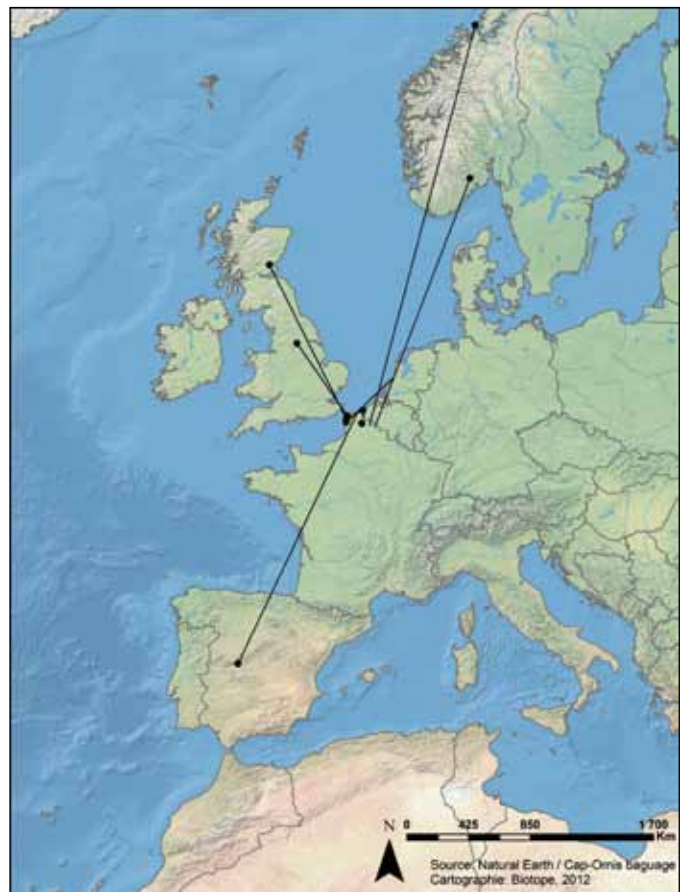 N
0 425 850 1 700
Km
Source: Natural Earth / Cap-Ornis baguage
Cartographie: Biotope, 2012